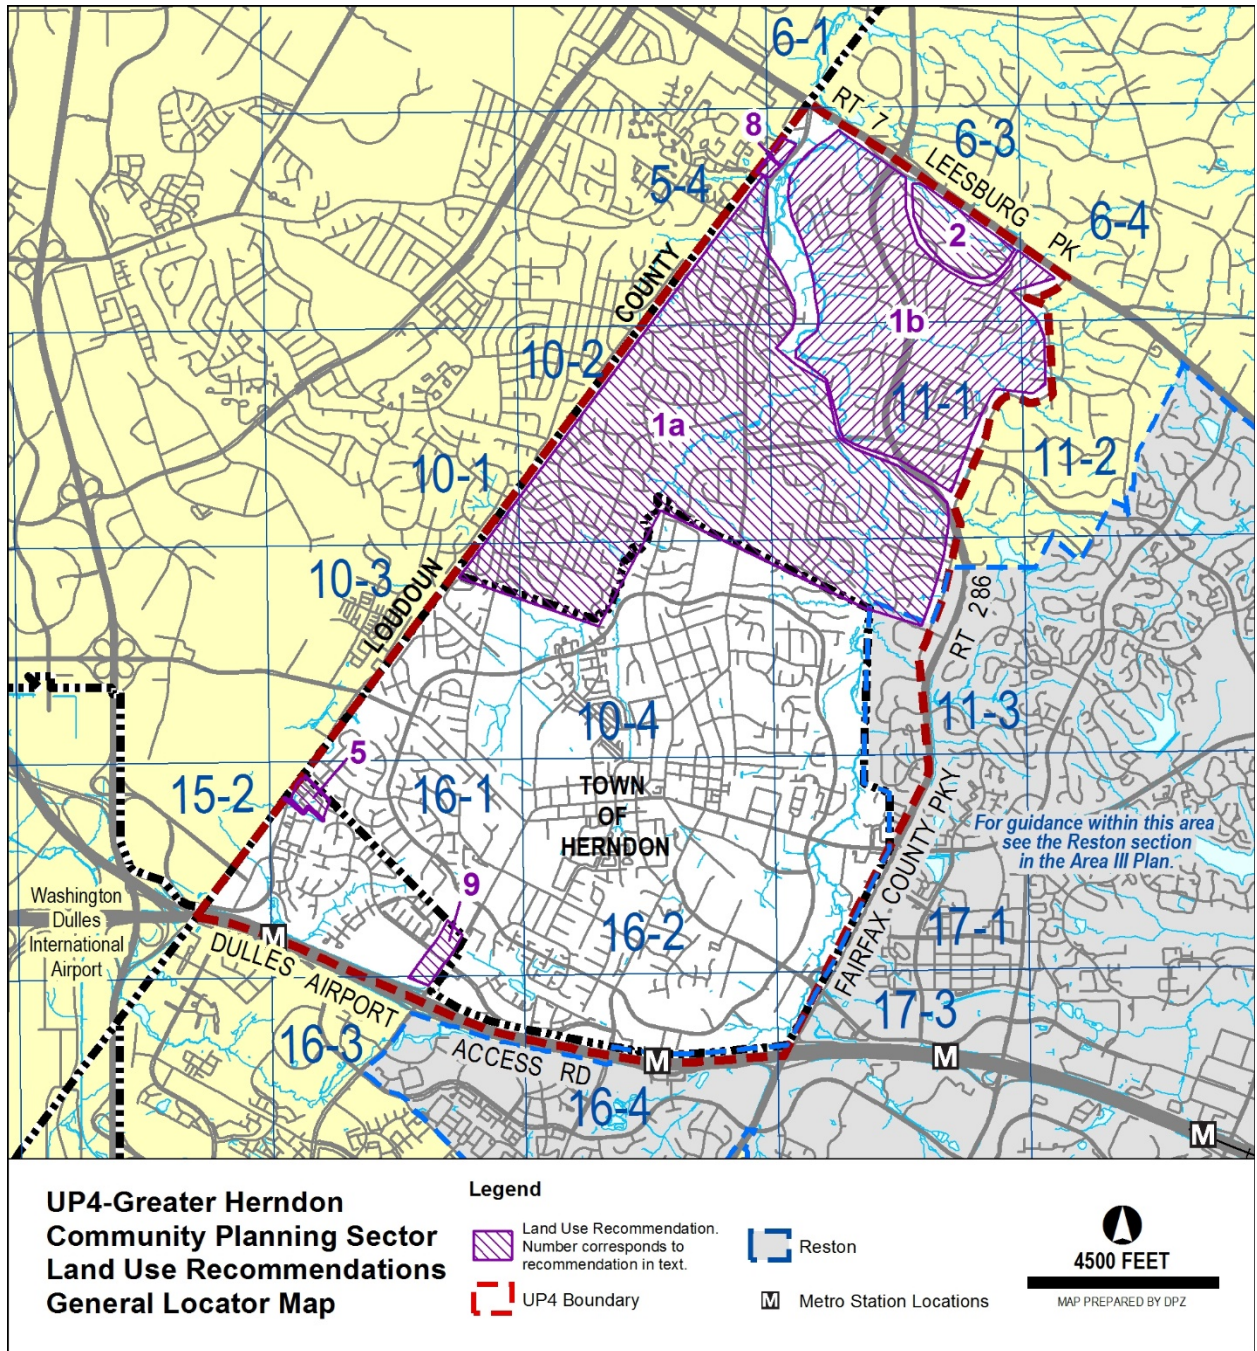 6-1
RT 7
8
6-3
LEESBURG
5-4
2
6-4
PK
COUNTY
1b
10-2
11-1
1a
11-2
10-1
10-3
LOUDOUN
RT 286
11-3
10-4
5
15-2
16-1
TOWN
OF
HERNDON
For guidance within this area
see the Reston section
in the Area III Plan.
FAIRFAX COUNTY PKY
9
Washington
Dulles
International
Airport
M
16-2
17-1
DULLES AIRPORT
17-3
16-3
ACCESS RD
M
M
16-4
M
UP4-Greater Herndon
Community Planning Sector
Land Use Recommendations
General Locator Map
Legend
Land Use Recommendation.
Number corresponds to
recommendation in text.
UP4 Boundary
Reston
M Metro Station Locations
4500 FEET
MAP PREPARED BY DPZ